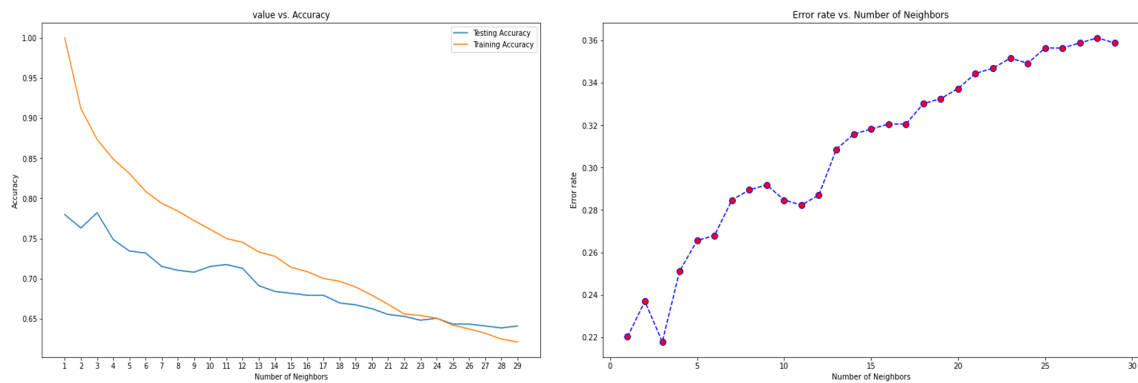 value vs. Accuracy
Testing Accuracy
Training Accuracy
1.00
0.95
0.90
0.85
0.80
0.75
0.70
0.65
Accuracy
1 2 3 4 5 6 7 8 9 10 11 12 13 14 15 16 17 18 19 20 21 22 23 24 25 26 27 28 29
Number of Neighbors
Error rate vs. Number of Neighbors
0.36
0.34
0.32
0.30
0.28
0.26
0.24
0.22
Error rate
0 5 10 15 20 25 30
Number of Neighbors